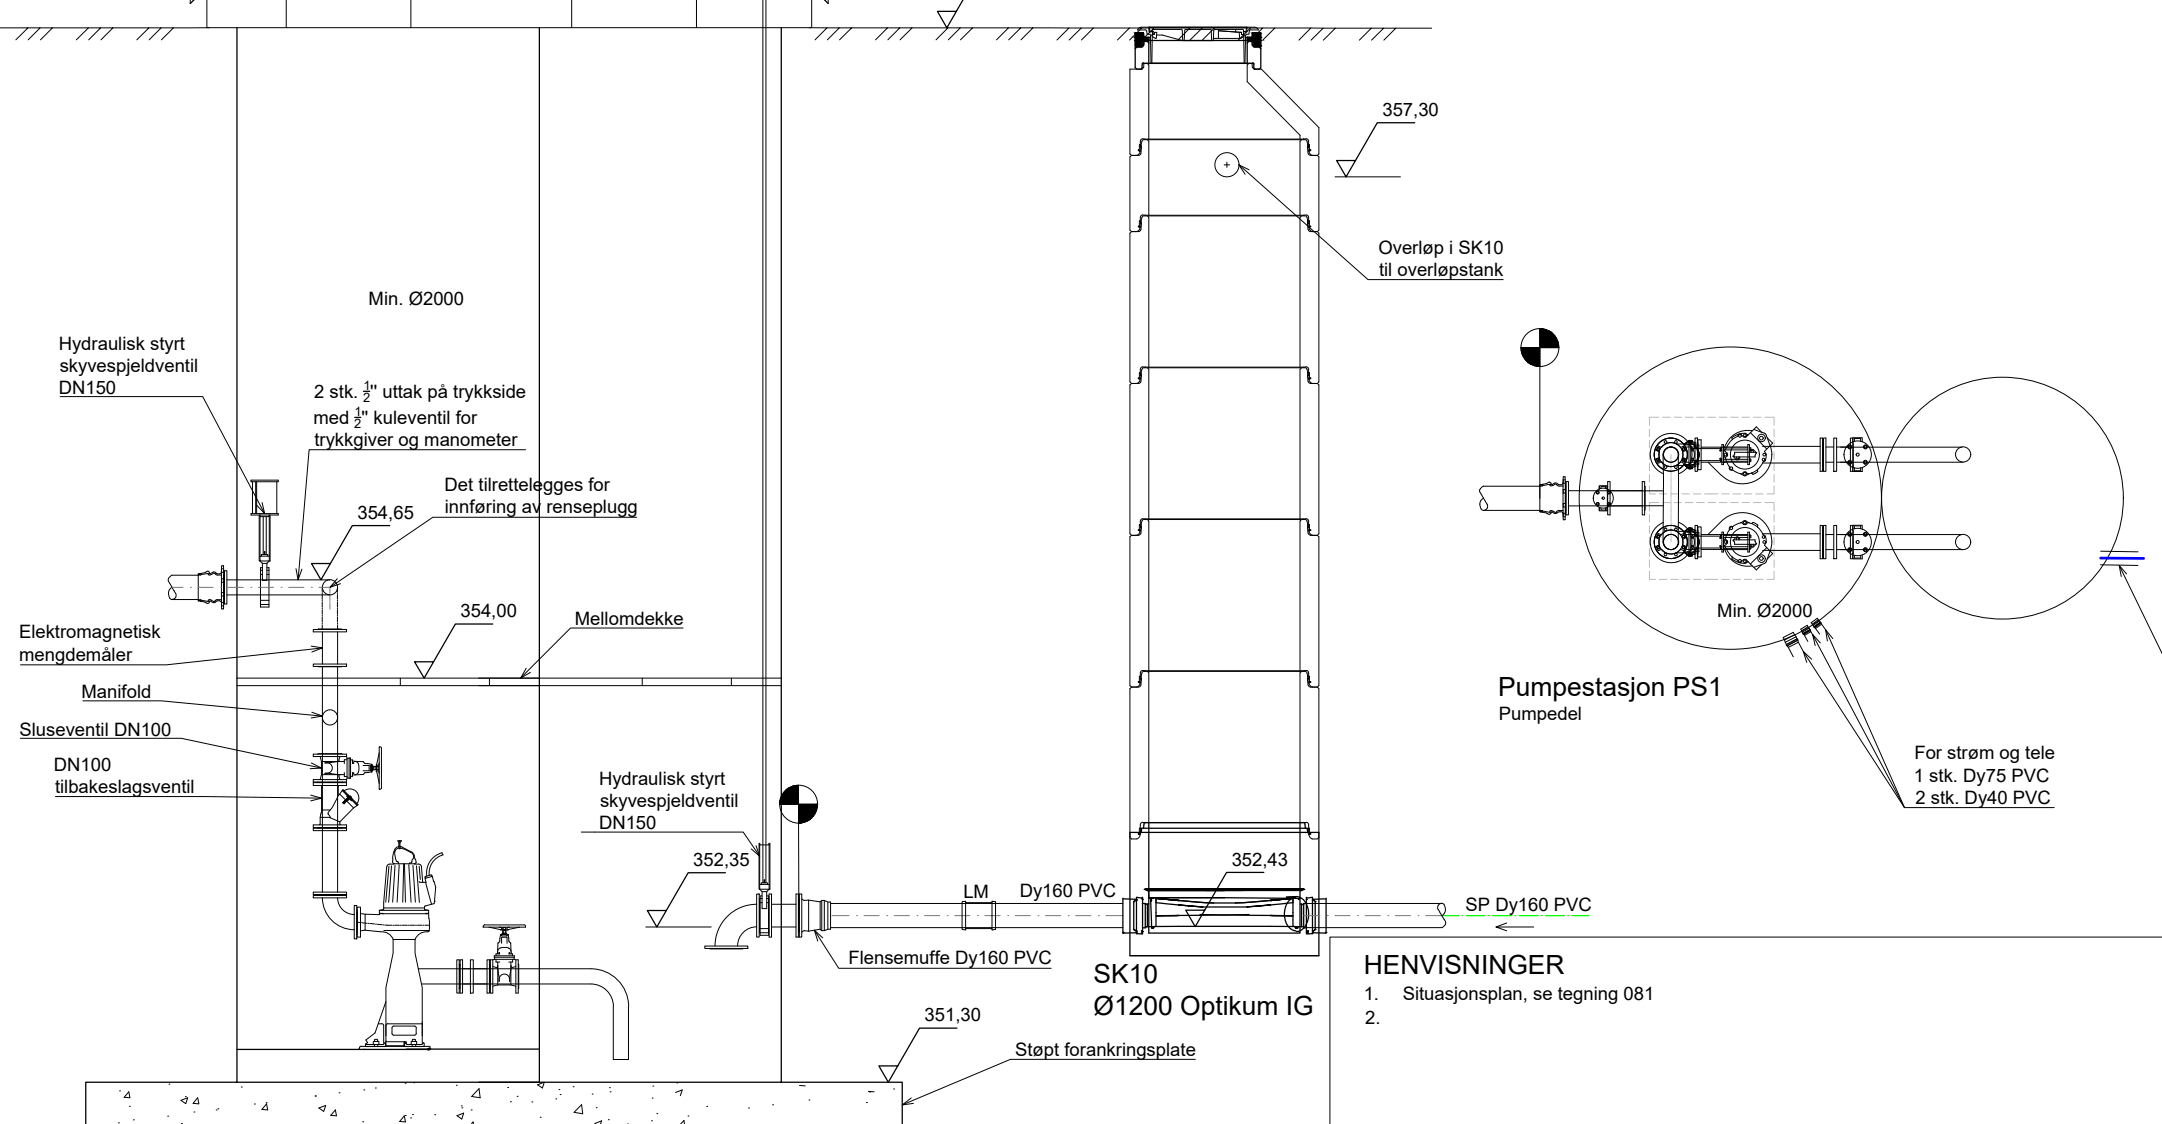 357,30
Overløp i SK10
til overløpstank
Min. Ø2000
Hydraulisk styrt
skyvespjeldventil
DN150
2 stk. 1/2" uttak på trykkside
med 1/2" kuleventil for
trykkgiver og manometer
Det tilrettelegges for
innføring av renseplugg
354,65
354,00
Mellomdekke
Elektromagnetisk
mengdemåler
Manifold
Sluseventil DN100
DN100
tilbakeslagsventil
Hydraulisk styrt
skyvespjeldventil
DN150
352,35
LM
Dy160 PVC
352,43
SP Dy160 PVC
Flensemuffe Dy160 PVC
SK10
Ø1200 Optikum IG
351,30
Støpt forankringsplate
Min. Ø2000
Pumpestasjon PS1
Pumpedel
For strøm og tele
1 stk. Dy75 PVC
2 stk. Dy40 PVC
HENVISNINGER
1. Situasjonsplan, se tegning 081
2.